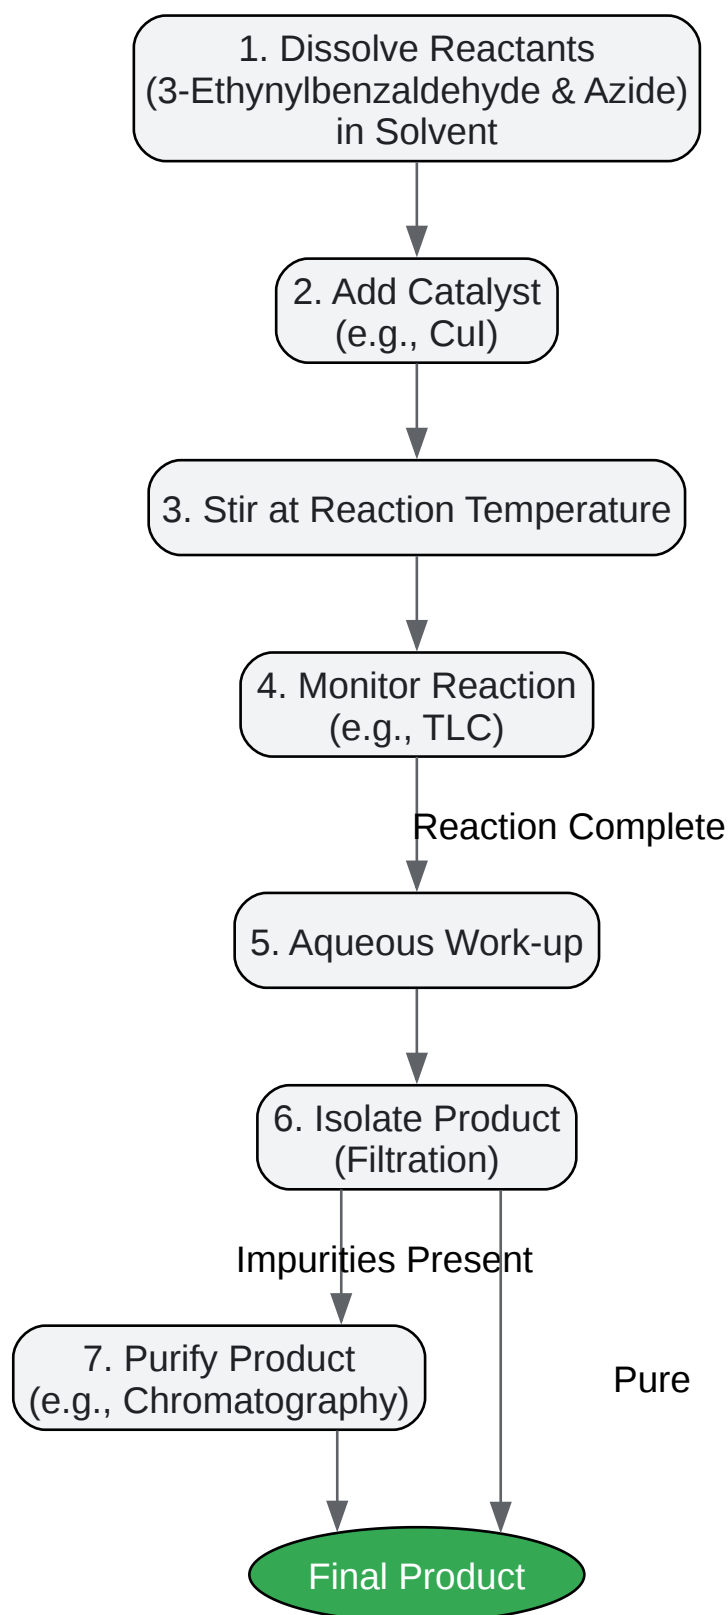 1. Dissolve Reactants
(3-Ethynylbenzaldehyde & Azide)
in Solvent
2. Add Catalyst
(e.g., CuI)
3. Stir at Reaction Temperature
4. Monitor Reaction
(e.g., TLC)
Reaction Complete
5. Aqueous Work-up
6. Isolate Product
(Filtration)
Impurities Present
7. Purify Product
(e.g., Chromatography)
Pure
Final Product